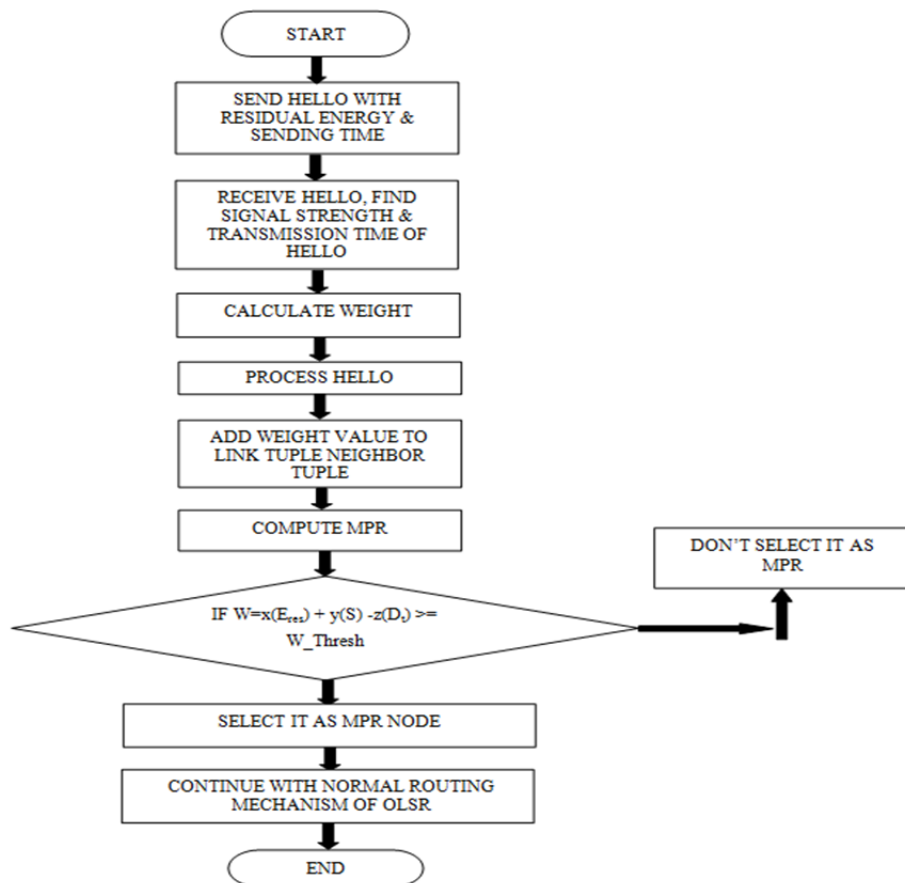 START
SEND HELLO WITH
RESIDUAL ENERGY &
SENDING TIME
RECEIVE HELLO, FIND
SIGNAL STRENGTH &
TRANSMISSION TIME OF
HELLO
CALCULATE WEIGHT
PROCESS HELLO
ADD WEIGHT VALUE TO
LINK TUPLE NEIGHBOR
TUPLE
COMPUTE MPR
DON'T SELECT IT AS
MPR
IF W=x(E_res) + y(S) -z(D_t) >=
W_Thresh
SELECT IT AS MPR NODE
CONTINUE WITH NORMAL ROUTING
MECHANISM OF OLSR
END